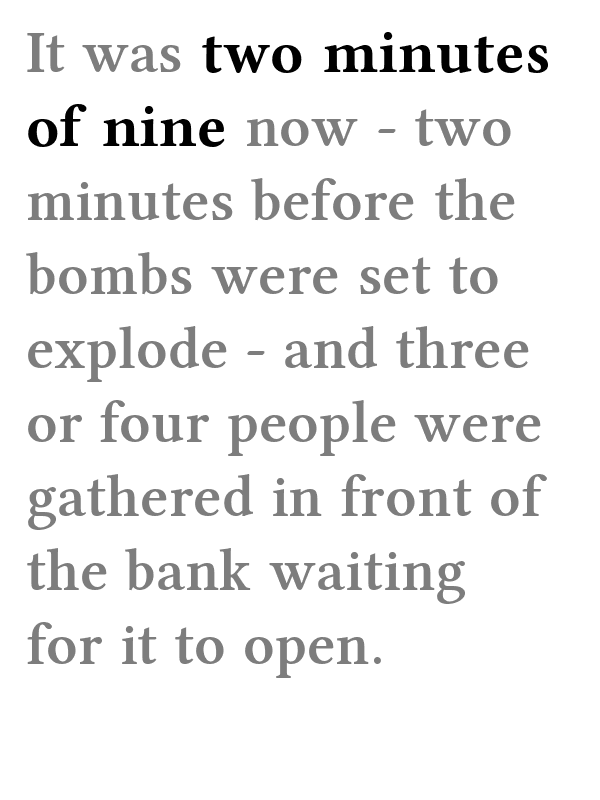 It was two minutes
of nine now - two
minutes before the
bombs were set to
explode - and three
or four people were
gathered in front of
the bank waiting
for it to open.